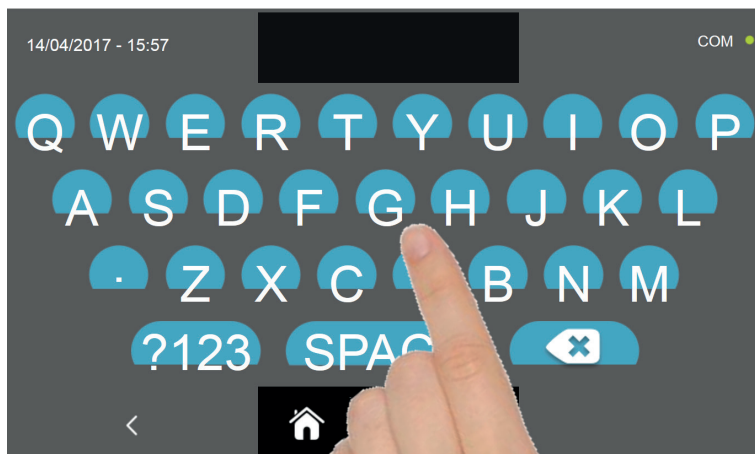 14/04/2017 - 15:57
COM
Q W E R T Y U I O P
A S D F G H J K L
. Z X C B N M
?123 SPAC